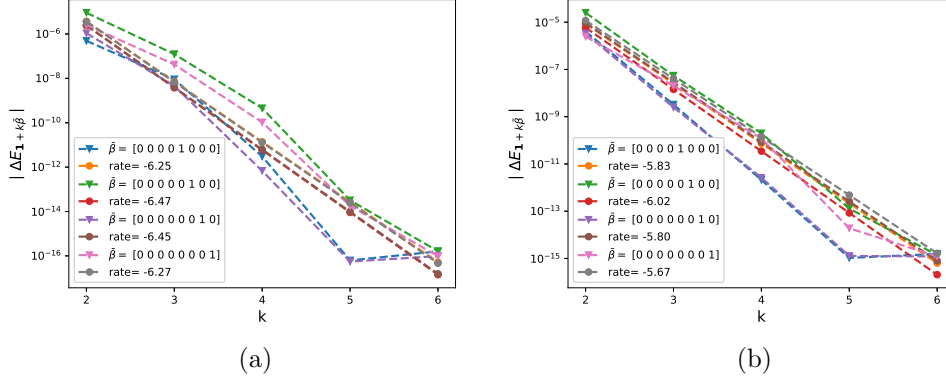 10⁻⁶
10⁻⁸
10⁻¹⁰
10⁻¹²
10⁻¹⁴
10⁻¹⁶
| ΔE₁ ₊ ₖβ̄ |
β̄ = [0 0 0 0 1 0 0 0]
rate= -6.25
β̄ = [0 0 0 0 0 1 0 0]
rate= -6.47
β̄ = [0 0 0 0 0 0 1 0]
rate= -6.45
β̄ = [0 0 0 0 0 0 0 1]
rate= -6.27
2 3 4 5 6
k
(a)
10⁻⁵
10⁻⁷
10⁻⁹
10⁻¹¹
10⁻¹³
10⁻¹⁵
| ΔE₁ ₊ ₖβ̄ |
β̄ = [0 0 0 0 1 0 0 0]
rate= -5.83
β̄ = [0 0 0 0 0 1 0 0]
rate= -6.02
β̄ = [0 0 0 0 0 0 1 0]
rate= -5.80
β̄ = [0 0 0 0 0 0 0 1]
rate= -5.67
2 3 4 5 6
k
(b)